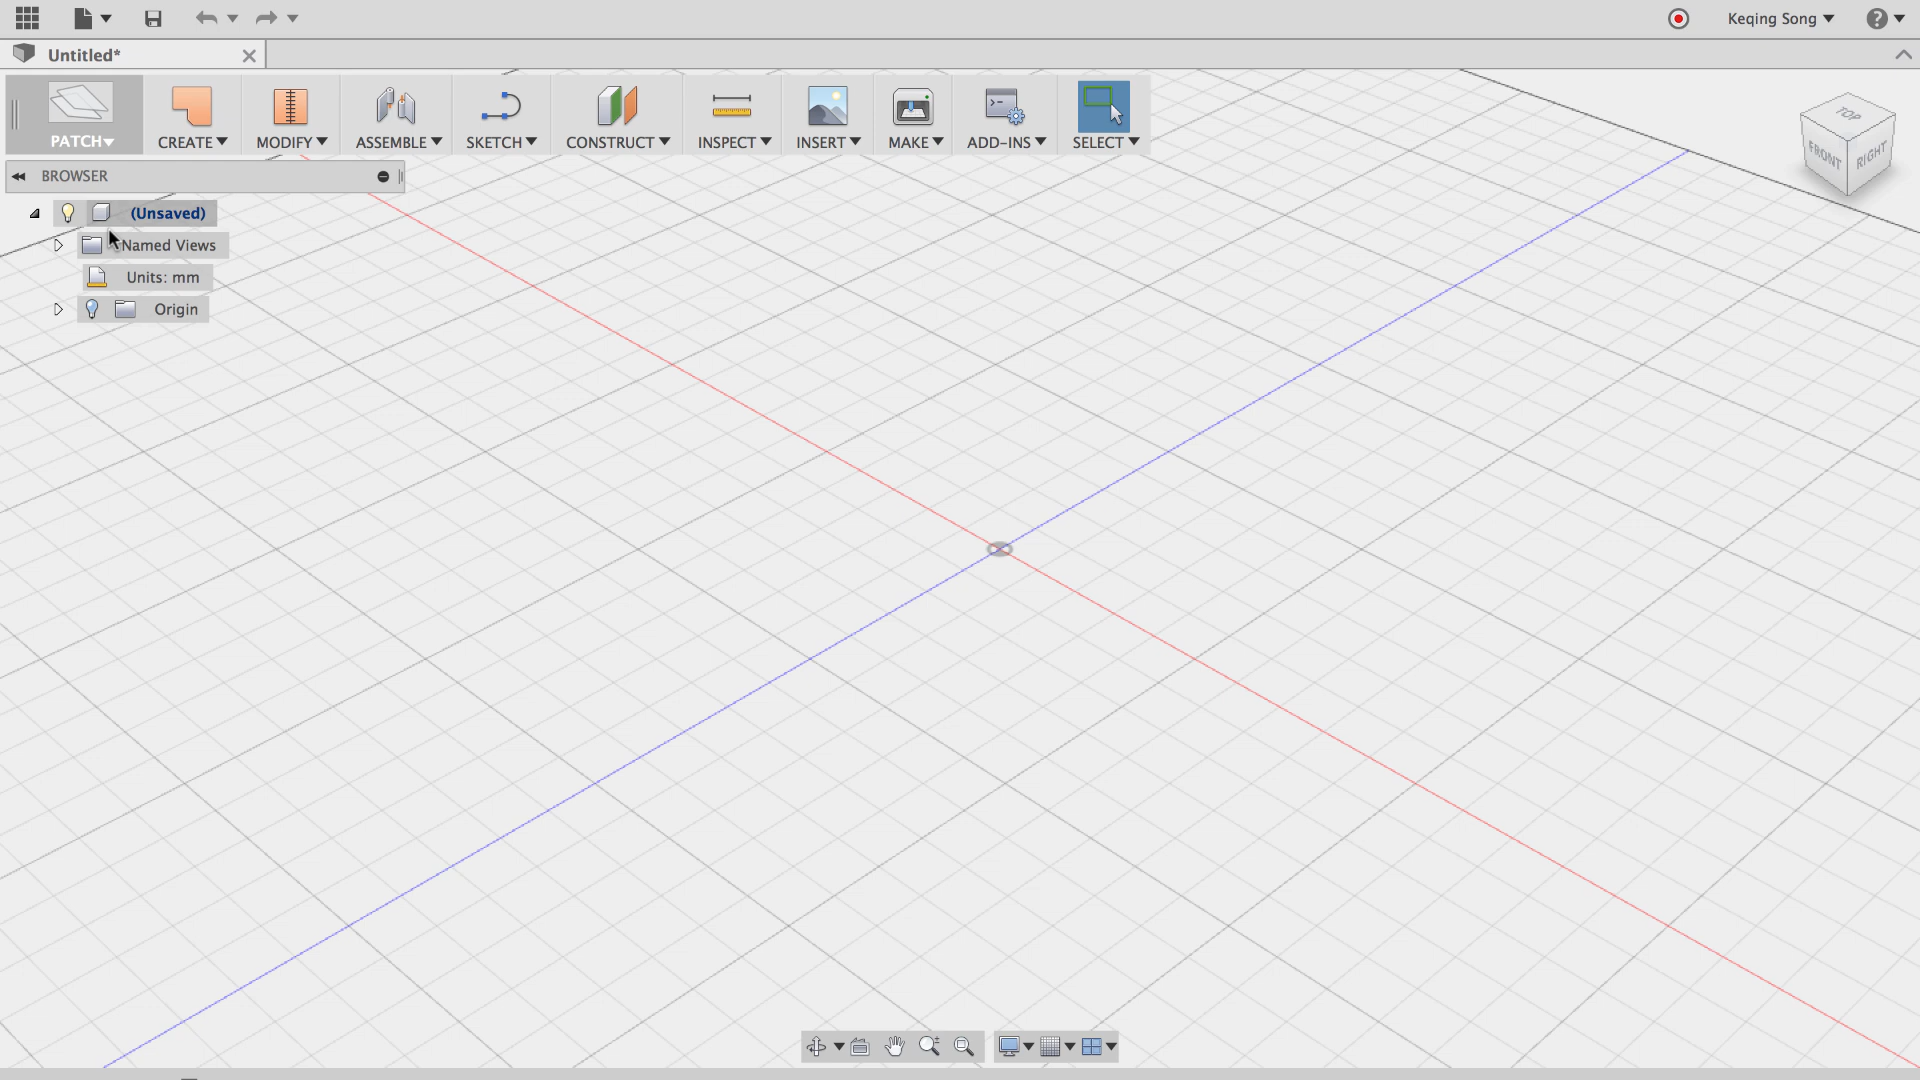 Keqing Song
Untitled*
PATCH
CREATE
MODIFY
ASSEMBLE
SKETCH
CONSTRUCT
INSPECT
INSERT
MAKE
ADD-INS
SELECT
TOP
FRONT
RIGHT
BROWSER
(Unsaved)
Named Views
Units: mm
Origin